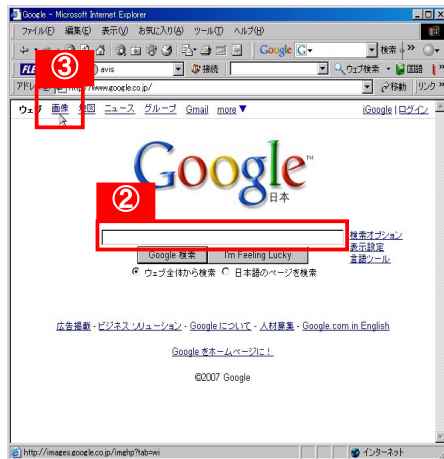 Google - Microsoft Internet Explorer
ファイル(F) 編集(E) 表示(V) お気に入り(A) ツール(T) ヘルプ(H)
Google G 検索 »
avis 接続 ウェブ検索 国語 »
③
http://www.google.co.jp/ 移動 リンク »
ウェブ 画像 地図 ニュース グループ Gmail more ▼ iGoogle | ログイン
Google™
日本
②
検索オプション
表示設定
言語ツール
Google 検索 I'm Feeling Lucky
ウェブ全体から検索 日本語のページを検索
広告掲載 - ビジネス ソリューション - Google について - 人材募集 - Google.com in English
Google をホームページに!
©2007 Google
http://images.google.co.jp/imghp?tab=wi インターネット